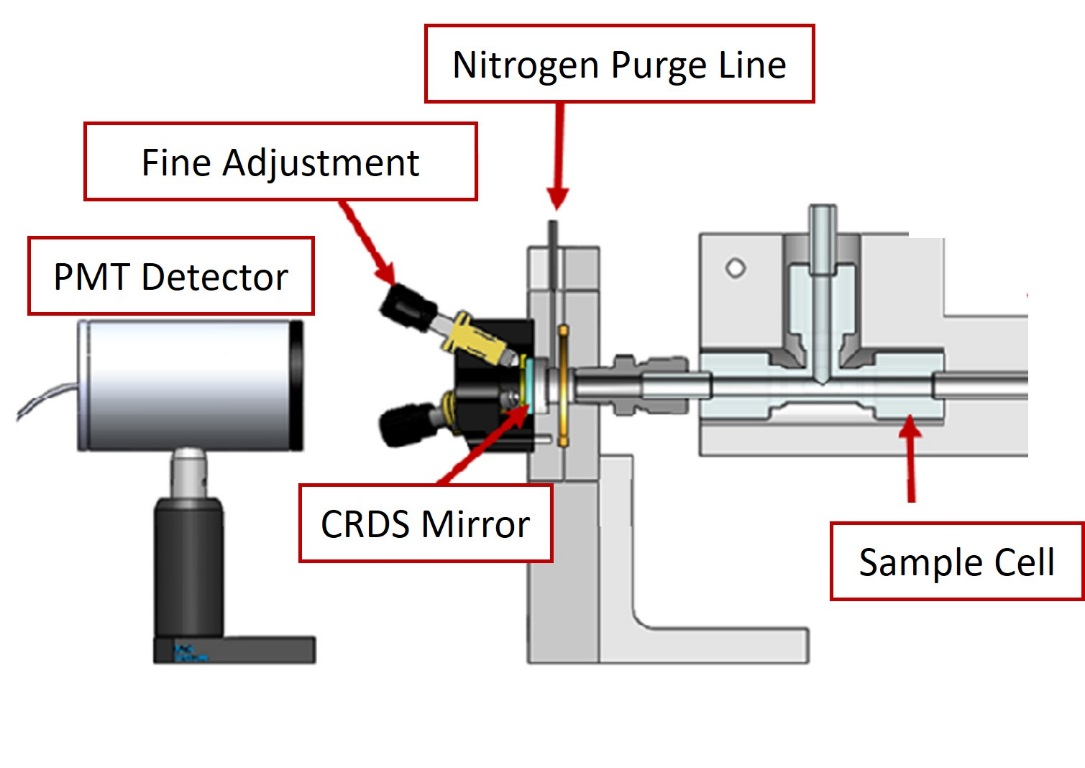 Nitrogen Purge Line
Fine Adjustment
PMT Detector
CRDS Mirror
Sample Cell